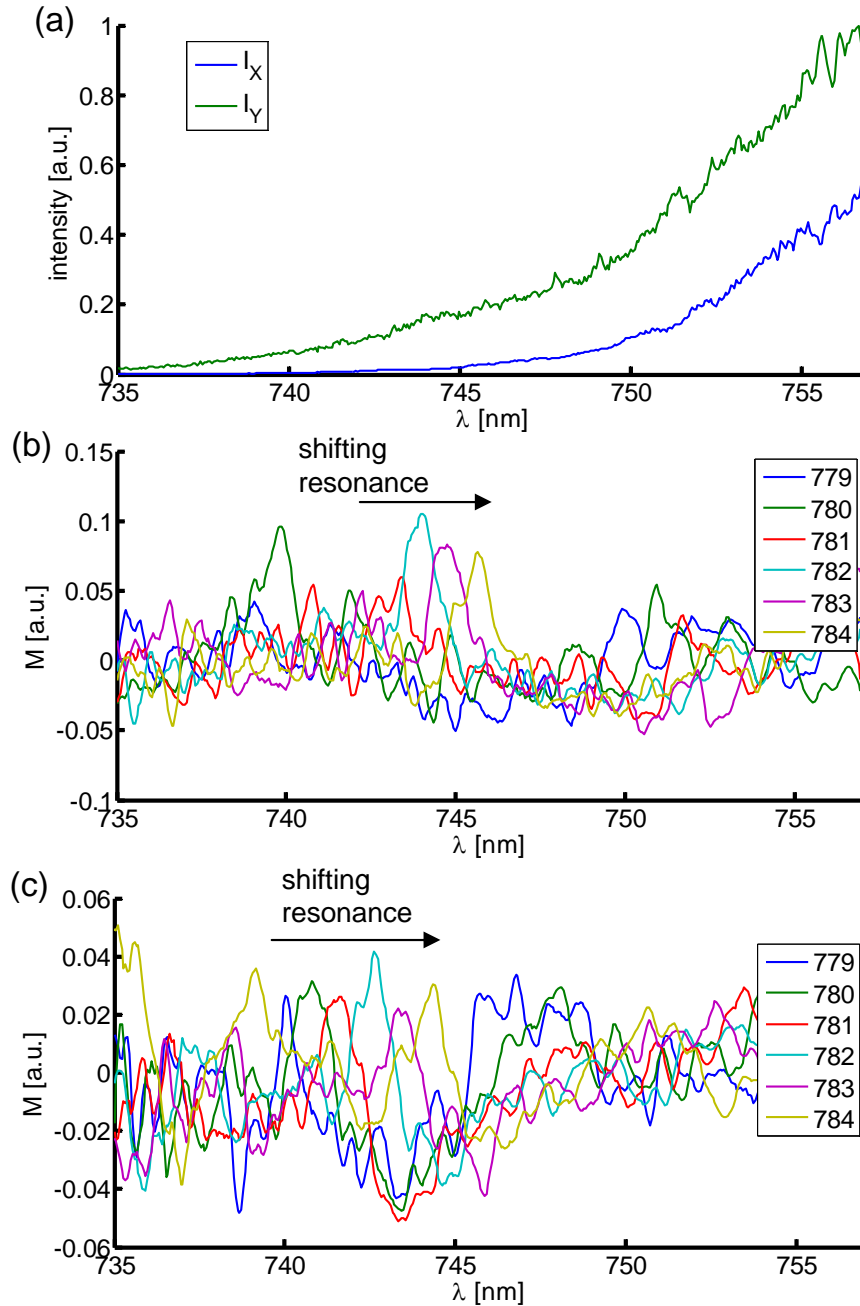 (a)
1
0.8
0.6
0.4
0.2
0
intensity [a.u.]
I_X
I_Y
735 740 745 750 755
λ [nm]
(b)
0.15
0.1
0.05
0
-0.05
-0.1
M [a.u.]
shifting
resonance
779
780
781
782
783
784
735 740 745 750 755
λ [nm]
(c)
0.06
0.04
0.02
0
-0.02
-0.04
-0.06
M [a.u.]
shifting
resonance
779
780
781
782
783
784
735 740 745 750 755
λ [nm]